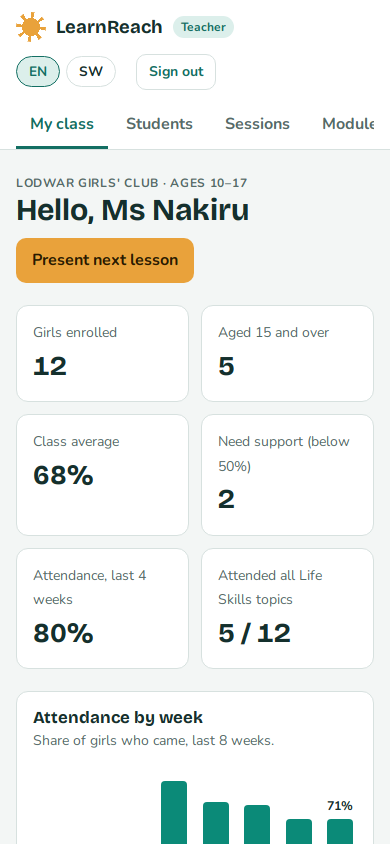 LearnReach Teacher
EN SW Sign out
My class Students Sessions Module
LODWAR GIRLS' CLUB · AGES 10–17
Hello, Ms Nakiru
Present next lesson
Girls enrolled
12
Aged 15 and over
5
Class average
68%
Need support (below
50%)
2
Attendance, last 4
weeks
80%
Attended all Life
Skills topics
5 / 12
Attendance by week
Share of girls who came, last 8 weeks.
71%